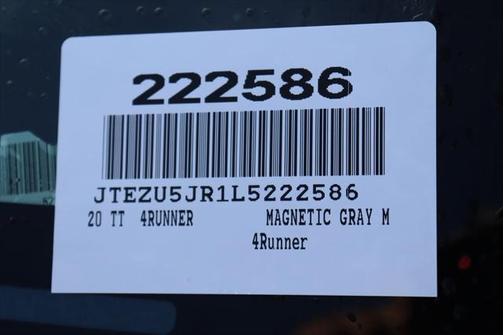 222586
JTEZU5JR1L5222586
20 TT 4RUNNER MAGNETIC GRAY M
4Runner